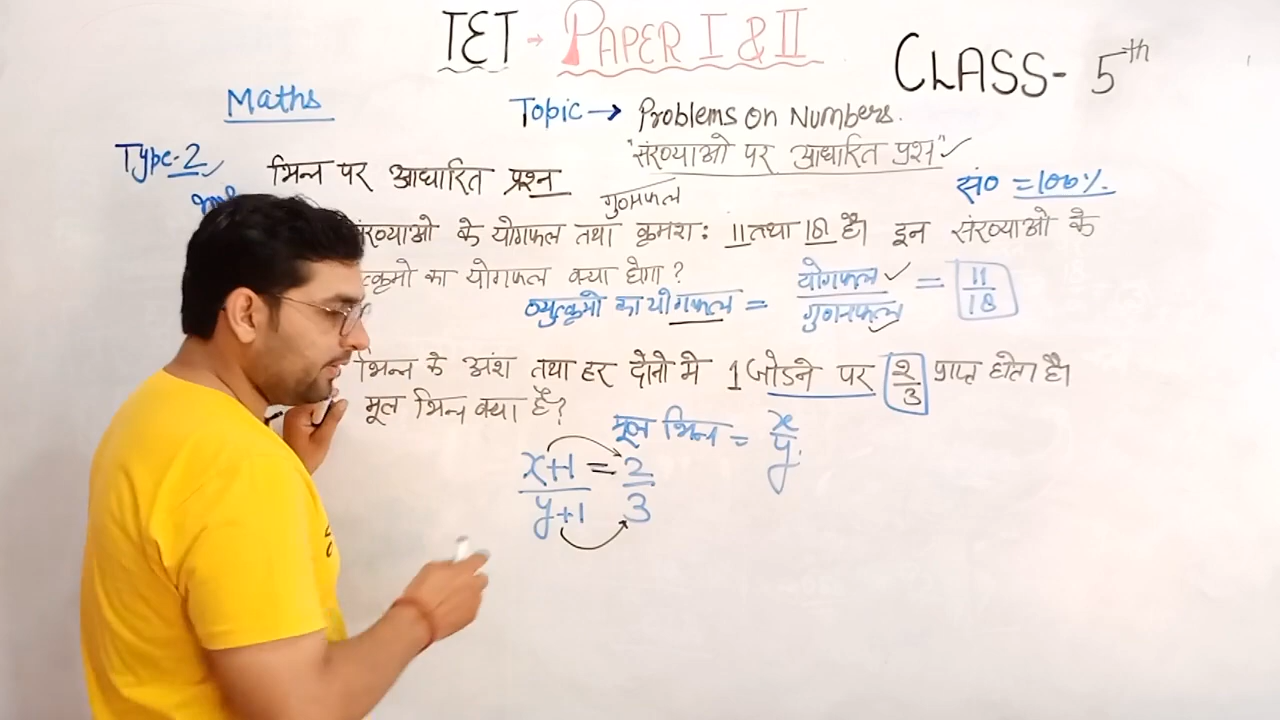 TET → PAPER I & II
CLASS- 5th
Maths
Topic → Problems on Numbers.
"संख्याओ पर आधारित प्रश्न" ✓
Type-2
भिन्न पर आधारित प्रश्न
सं० = 100%.
गुणनफल
संख्याओ के योगफल तथा क्रमशः 11 तथा 18 है। इन संख्याओ के
का योगफल क्या होगा ?
व्युत्क्रमो का योगफल = योगफल ✓ / गुणनफल = 11/18
भिन्न के अंश तथा हर दोनो मे 1 जोडने पर 2/3 प्राप्त होता है।
मूल भिन्न क्या है?
मूल भिन्न = x/y.
x+1/y+1 = 2/3